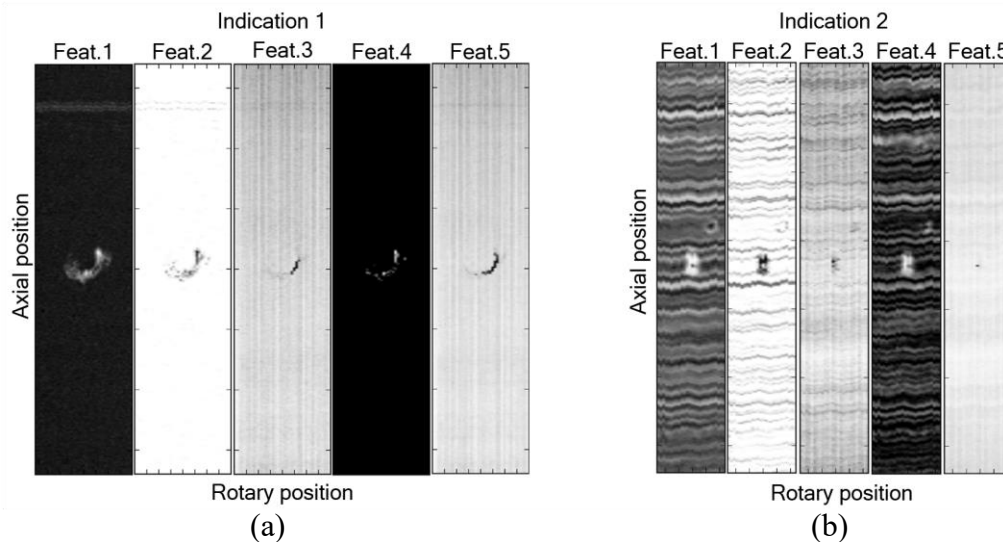 Indication 1
Feat.1 Feat.2 Feat.3 Feat.4 Feat.5
Axial position
Rotary position
(a)
Indication 2
Feat.1 Feat.2 Feat.3 Feat.4 Feat.5
Axial position
Rotary position
(b)